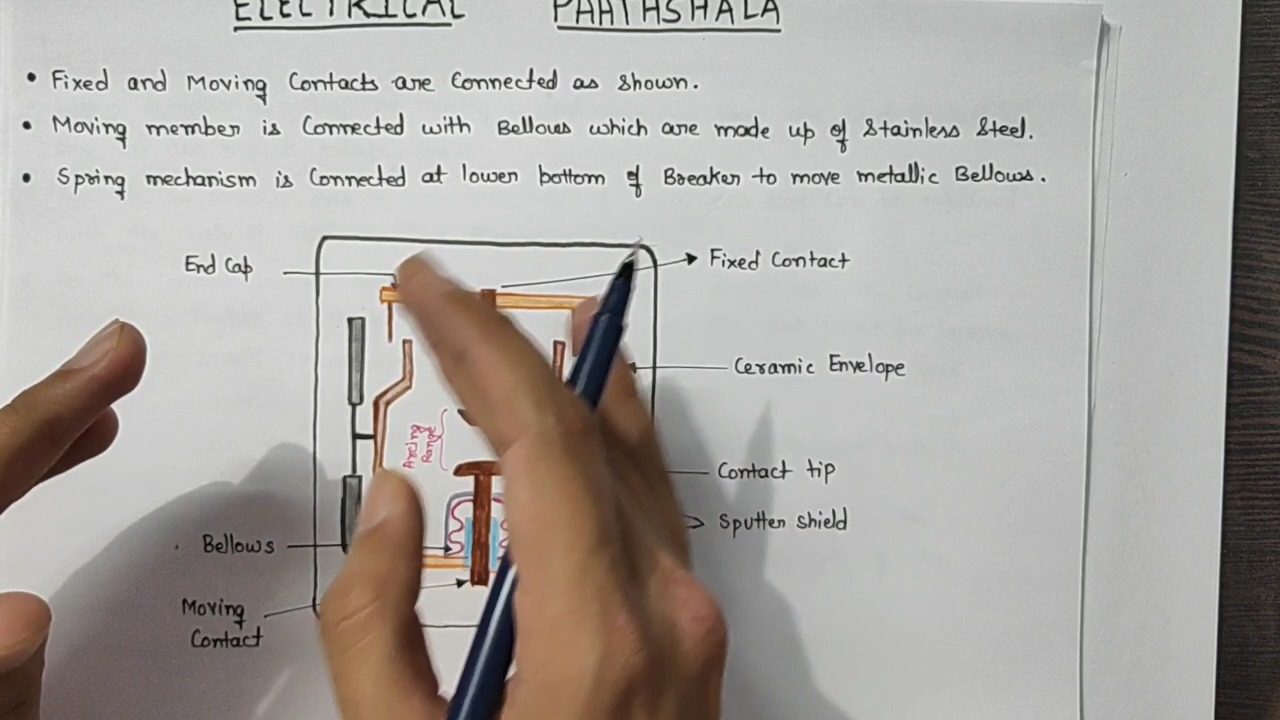 ELECTRICAL PAATHSHALA
• Fixed and Moving Contacts are Connected as Shown.
• Moving member is Connected with Bellows which are made up of Stainless Steel.
• Spring mechanism is Connected at lower bottom of Breaker to move metallic Bellows.
End Cap
Fixed Contact
Ceramic Envelope
Arcing
Range
Contact tip
Sputter shield
Bellows
Moving
Contact